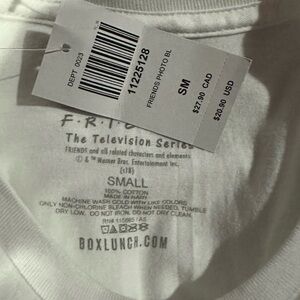 DEPT 0023
11225128
FRIENDS PHOTO BL
SM
$27.90 CAD
$20.90 USD
F·R·I·E
The Television Series
FRIENDS and all related characters and elements
© & ™ Warner Bros. Entertainment Inc.
(s18)
SMALL
100% COTTON
MADE IN HAITI
MACHINE WASH COLD WITH LIKE COLORS
ONLY NON-CHLORINE BLEACH WHEN NEEDED. TUMBLE
DRY LOW. DO NOT IRON. DO NOT DRY CLEAN.
BOXLUNCH.COM